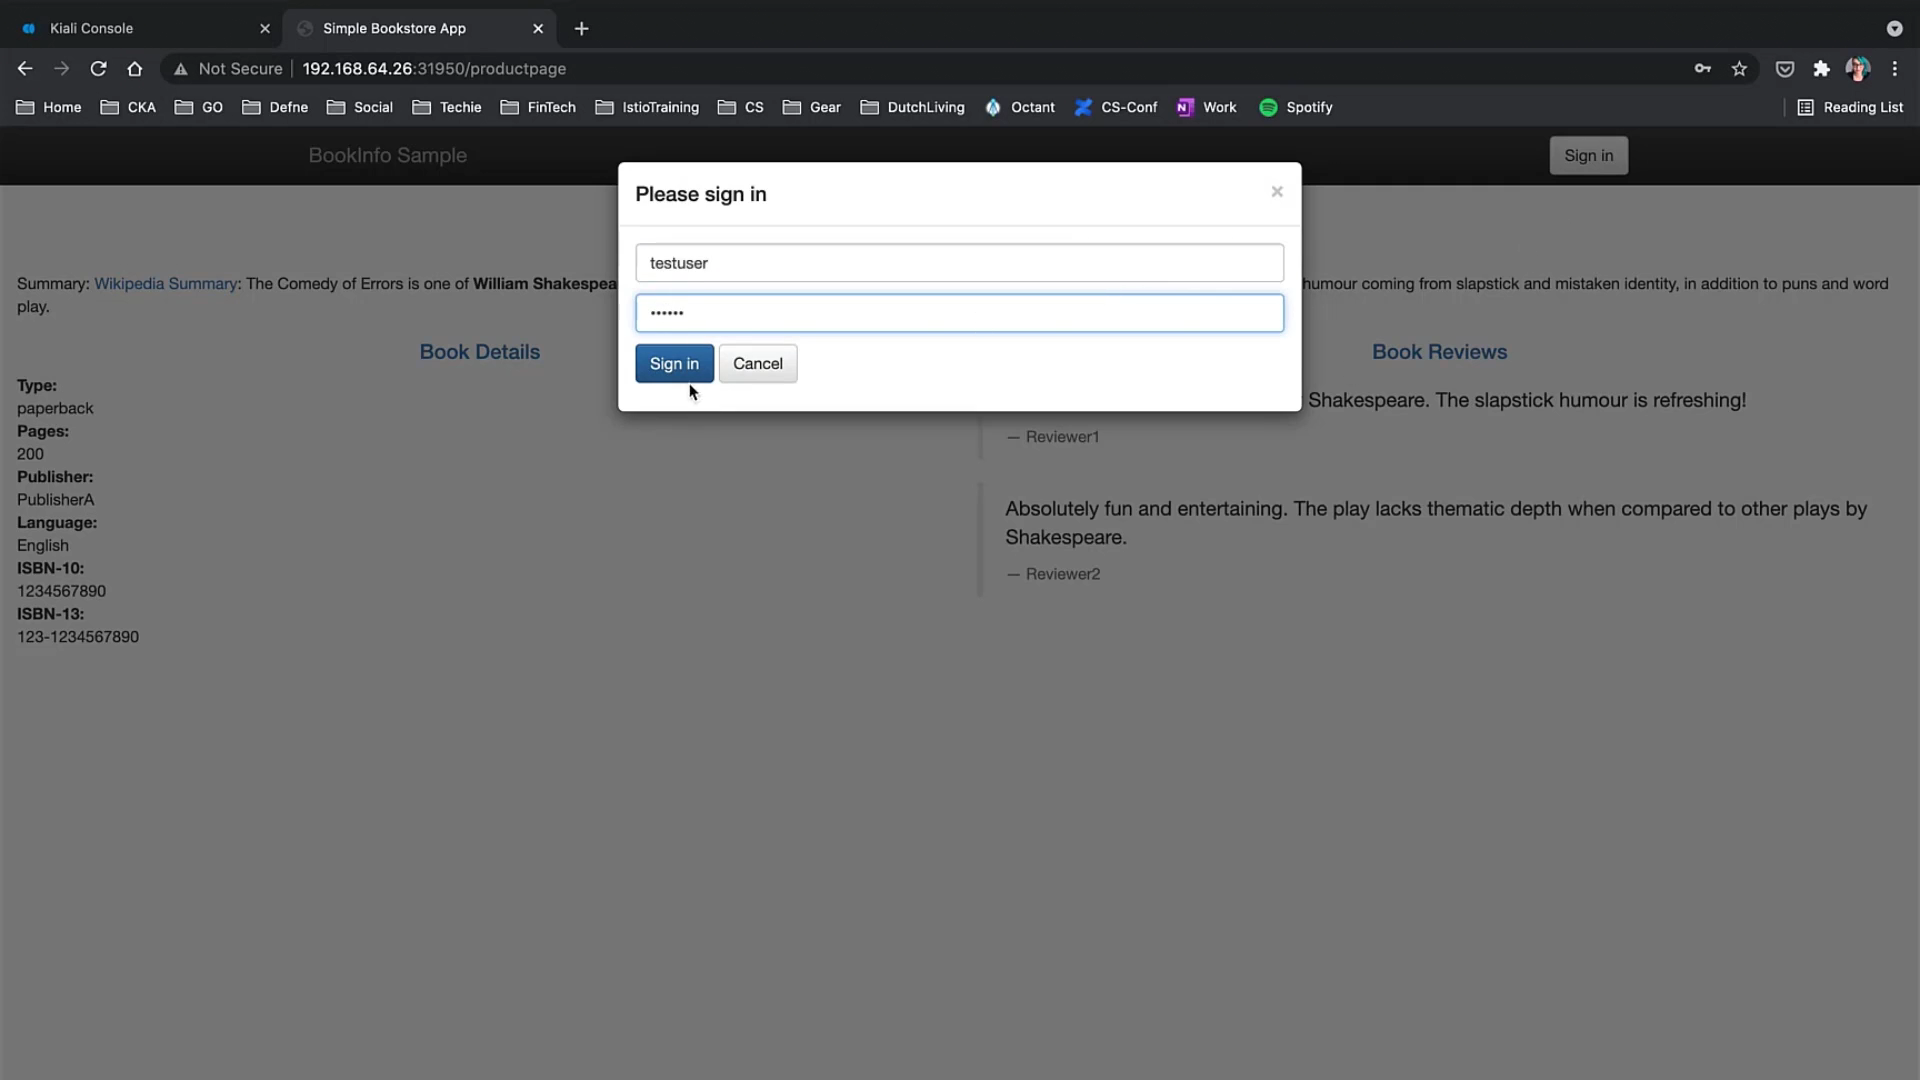 Kiali Console
Simple Bookstore App
Not Secure
192.168.64.26:31950/productpage
Home CKA GO Defne Social Techie FinTech IstioTraining CS Gear DutchLiving Octant CS-Conf Work Spotify Reading List
BookInfo Sample
Sign in
Please sign in
×
testuser
••••••
Sign in Cancel
Summary: Wikipedia Summary: The Comedy of Errors is one of William Shakespea humour coming from slapstick and mistaken identity, in addition to puns and word
play.
Book Details
Type:
paperback
Pages:
200
Publisher:
PublisherA
Language:
English
ISBN-10:
1234567890
ISBN-13:
123-1234567890
Book Reviews
Shakespeare. The slapstick humour is refreshing!
— Reviewer1
Absolutely fun and entertaining. The play lacks thematic depth when compared to other plays by
Shakespeare.
— Reviewer2